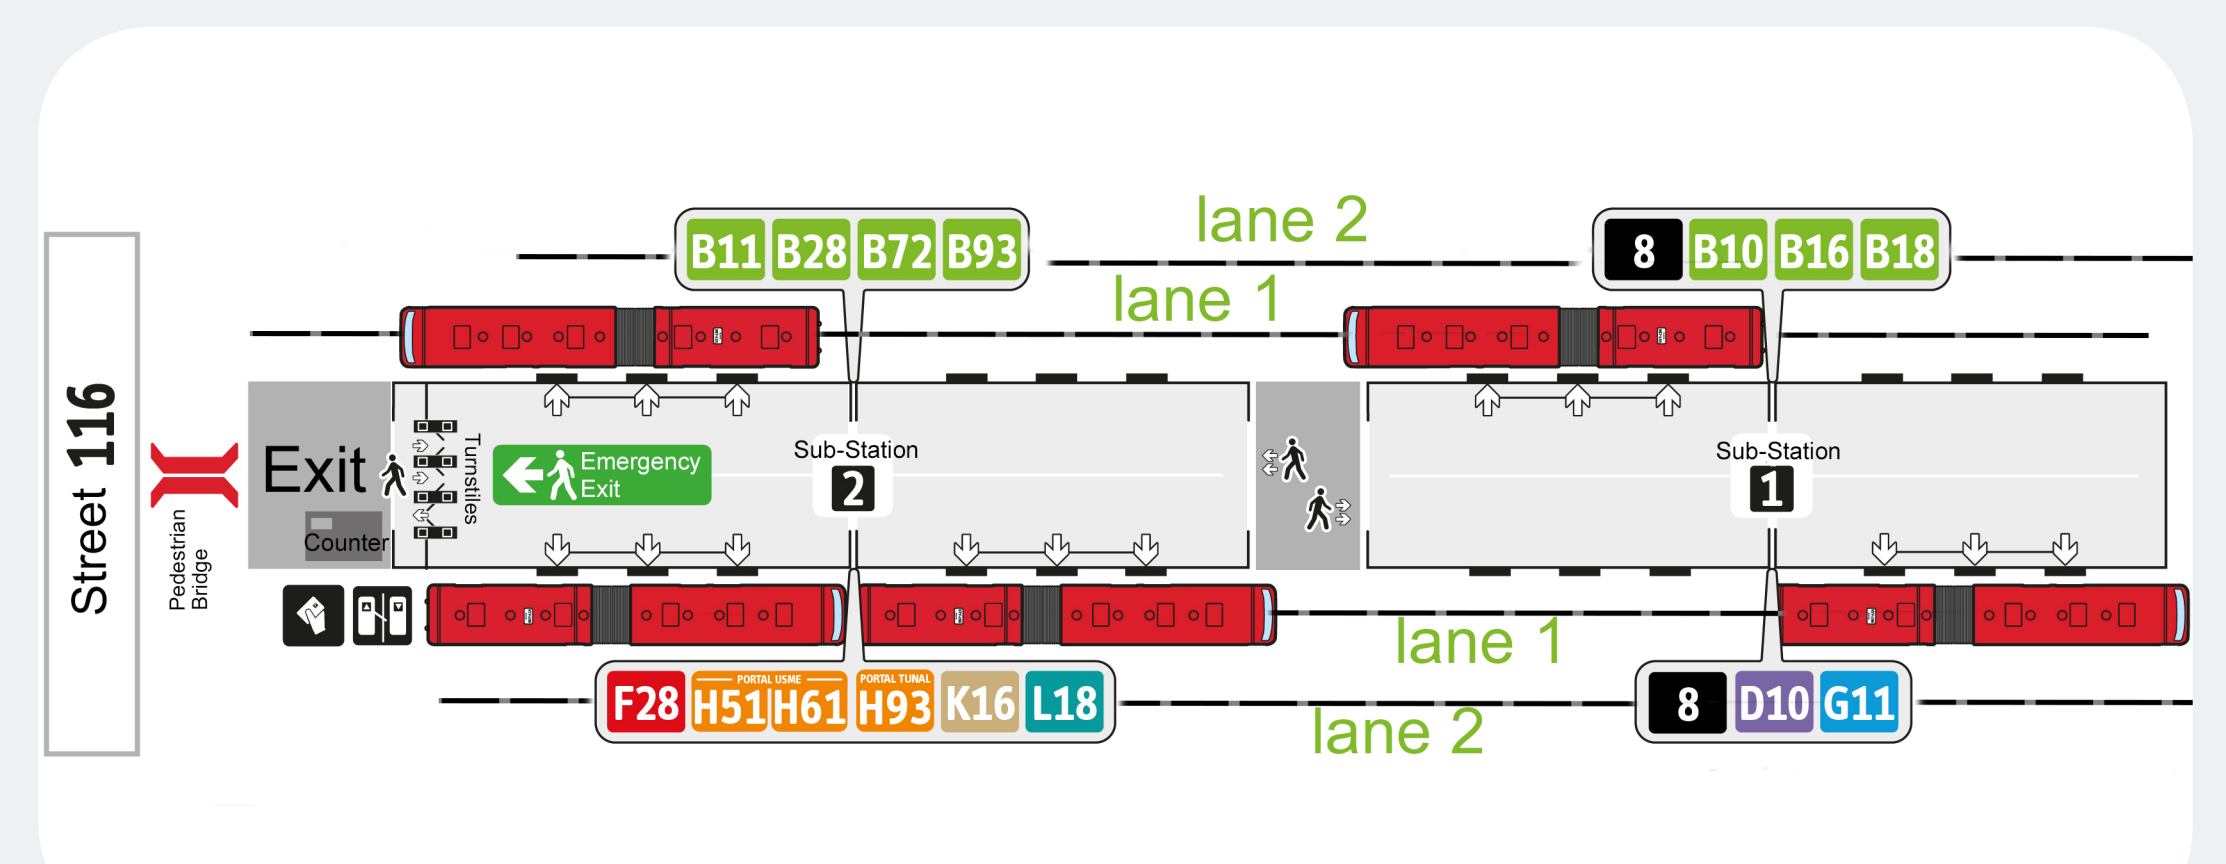 lane 2
B11 B28 B72 B93
8 B10 B16 B18
lane 1
Street 116
Pedestrian
Bridge
Exit
Counter
Turnstiles
Emergency
Exit
Sub-Station
2
Sub-Station
1
lane 1
PORTAL USME
PORTAL TUNAL
F28 H51 H61 H93 K16 L18
8 D10 G11
lane 2